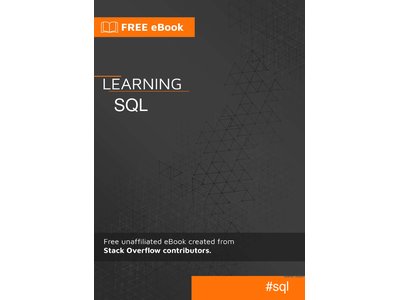 FREE eBook
LEARNING
SQL
Free unaffiliated eBook created from
Stack Overflow contributors.
#sql